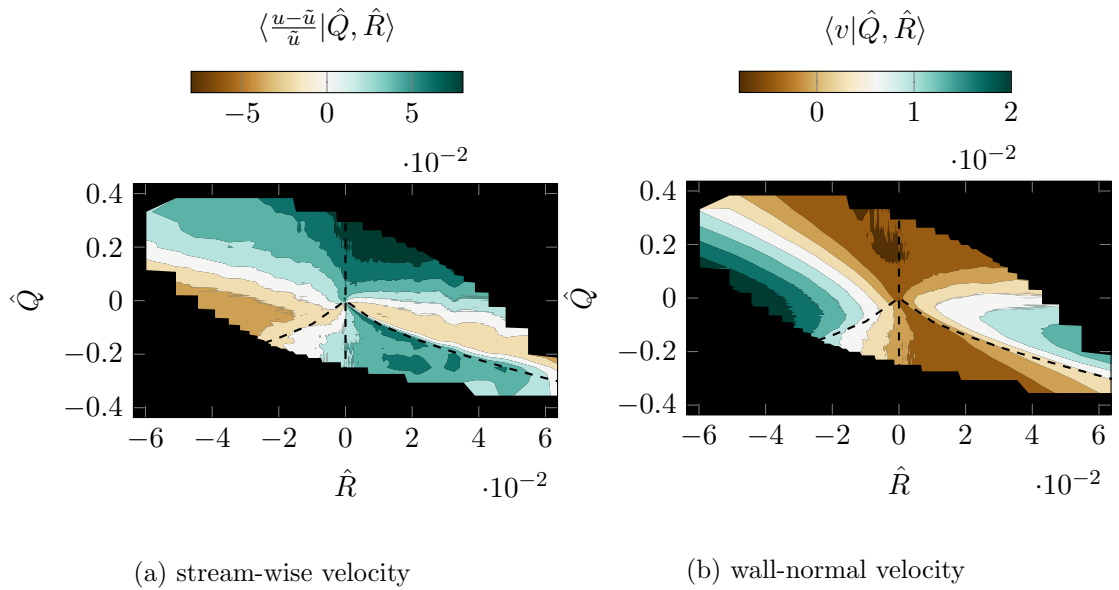 ⟨(u−ũ)/ũ|Q̂, R̂⟩
−5 0 5
·10⁻²
0.4
0.2
0
−0.2
−0.4
Q̂
−6 −4 −2 0 2 4 6
R̂
·10⁻²
(a) stream-wise velocity
⟨v|Q̂, R̂⟩
0 1 2
·10⁻²
0.4
0.2
0
−0.2
−0.4
Q̂
−6 −4 −2 0 2 4 6
R̂
·10⁻²
(b) wall-normal velocity